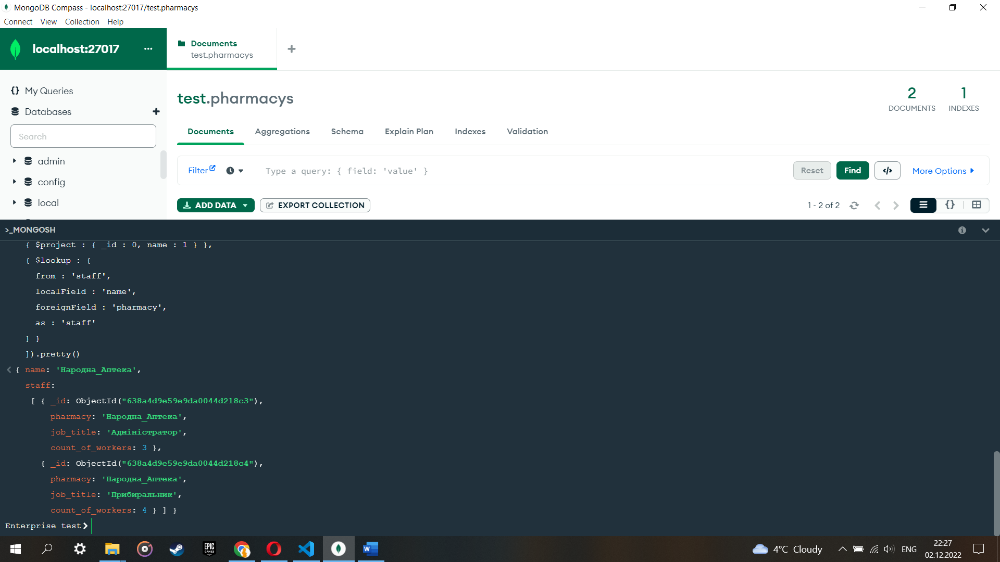 MongoDB Compass - localhost:27017/test.pharmacys
Connect View Collection Help
localhost:27017 ...
Documents
test.pharmacys
My Queries
Databases
Search
admin
config
local
test.pharmacys
2
DOCUMENTS
1
INDEXES
Documents Aggregations Schema Explain Plan Indexes Validation
Filter Type a query: { field: 'value' } Reset Find </> More Options
ADD DATA EXPORT COLLECTION 1 - 2 of 2 {}
>_MONGOSH
{ $project : { _id : 0, name : 1 } },
{ $lookup : {
from : 'staff',
localField : 'name',
foreignField : 'pharmacy',
as : 'staff'
} }
]).pretty()
{ name: 'Народна_Аптека',
staff:
[ { _id: ObjectId("638a4d9e59e9da0044d218c3"),
pharmacy: 'Народна_Аптека',
job_title: 'Адміністратор',
count_of_workers: 3 },
{ _id: ObjectId("638a4d9e59e9da0044d218c4"),
pharmacy: 'Народна_Аптека',
job_title: 'Прибиральник',
count_of_workers: 4 } ] }
Enterprise test>
EPIC GAMES
W
4°C Cloudy
ENG
22:27
02.12.2022